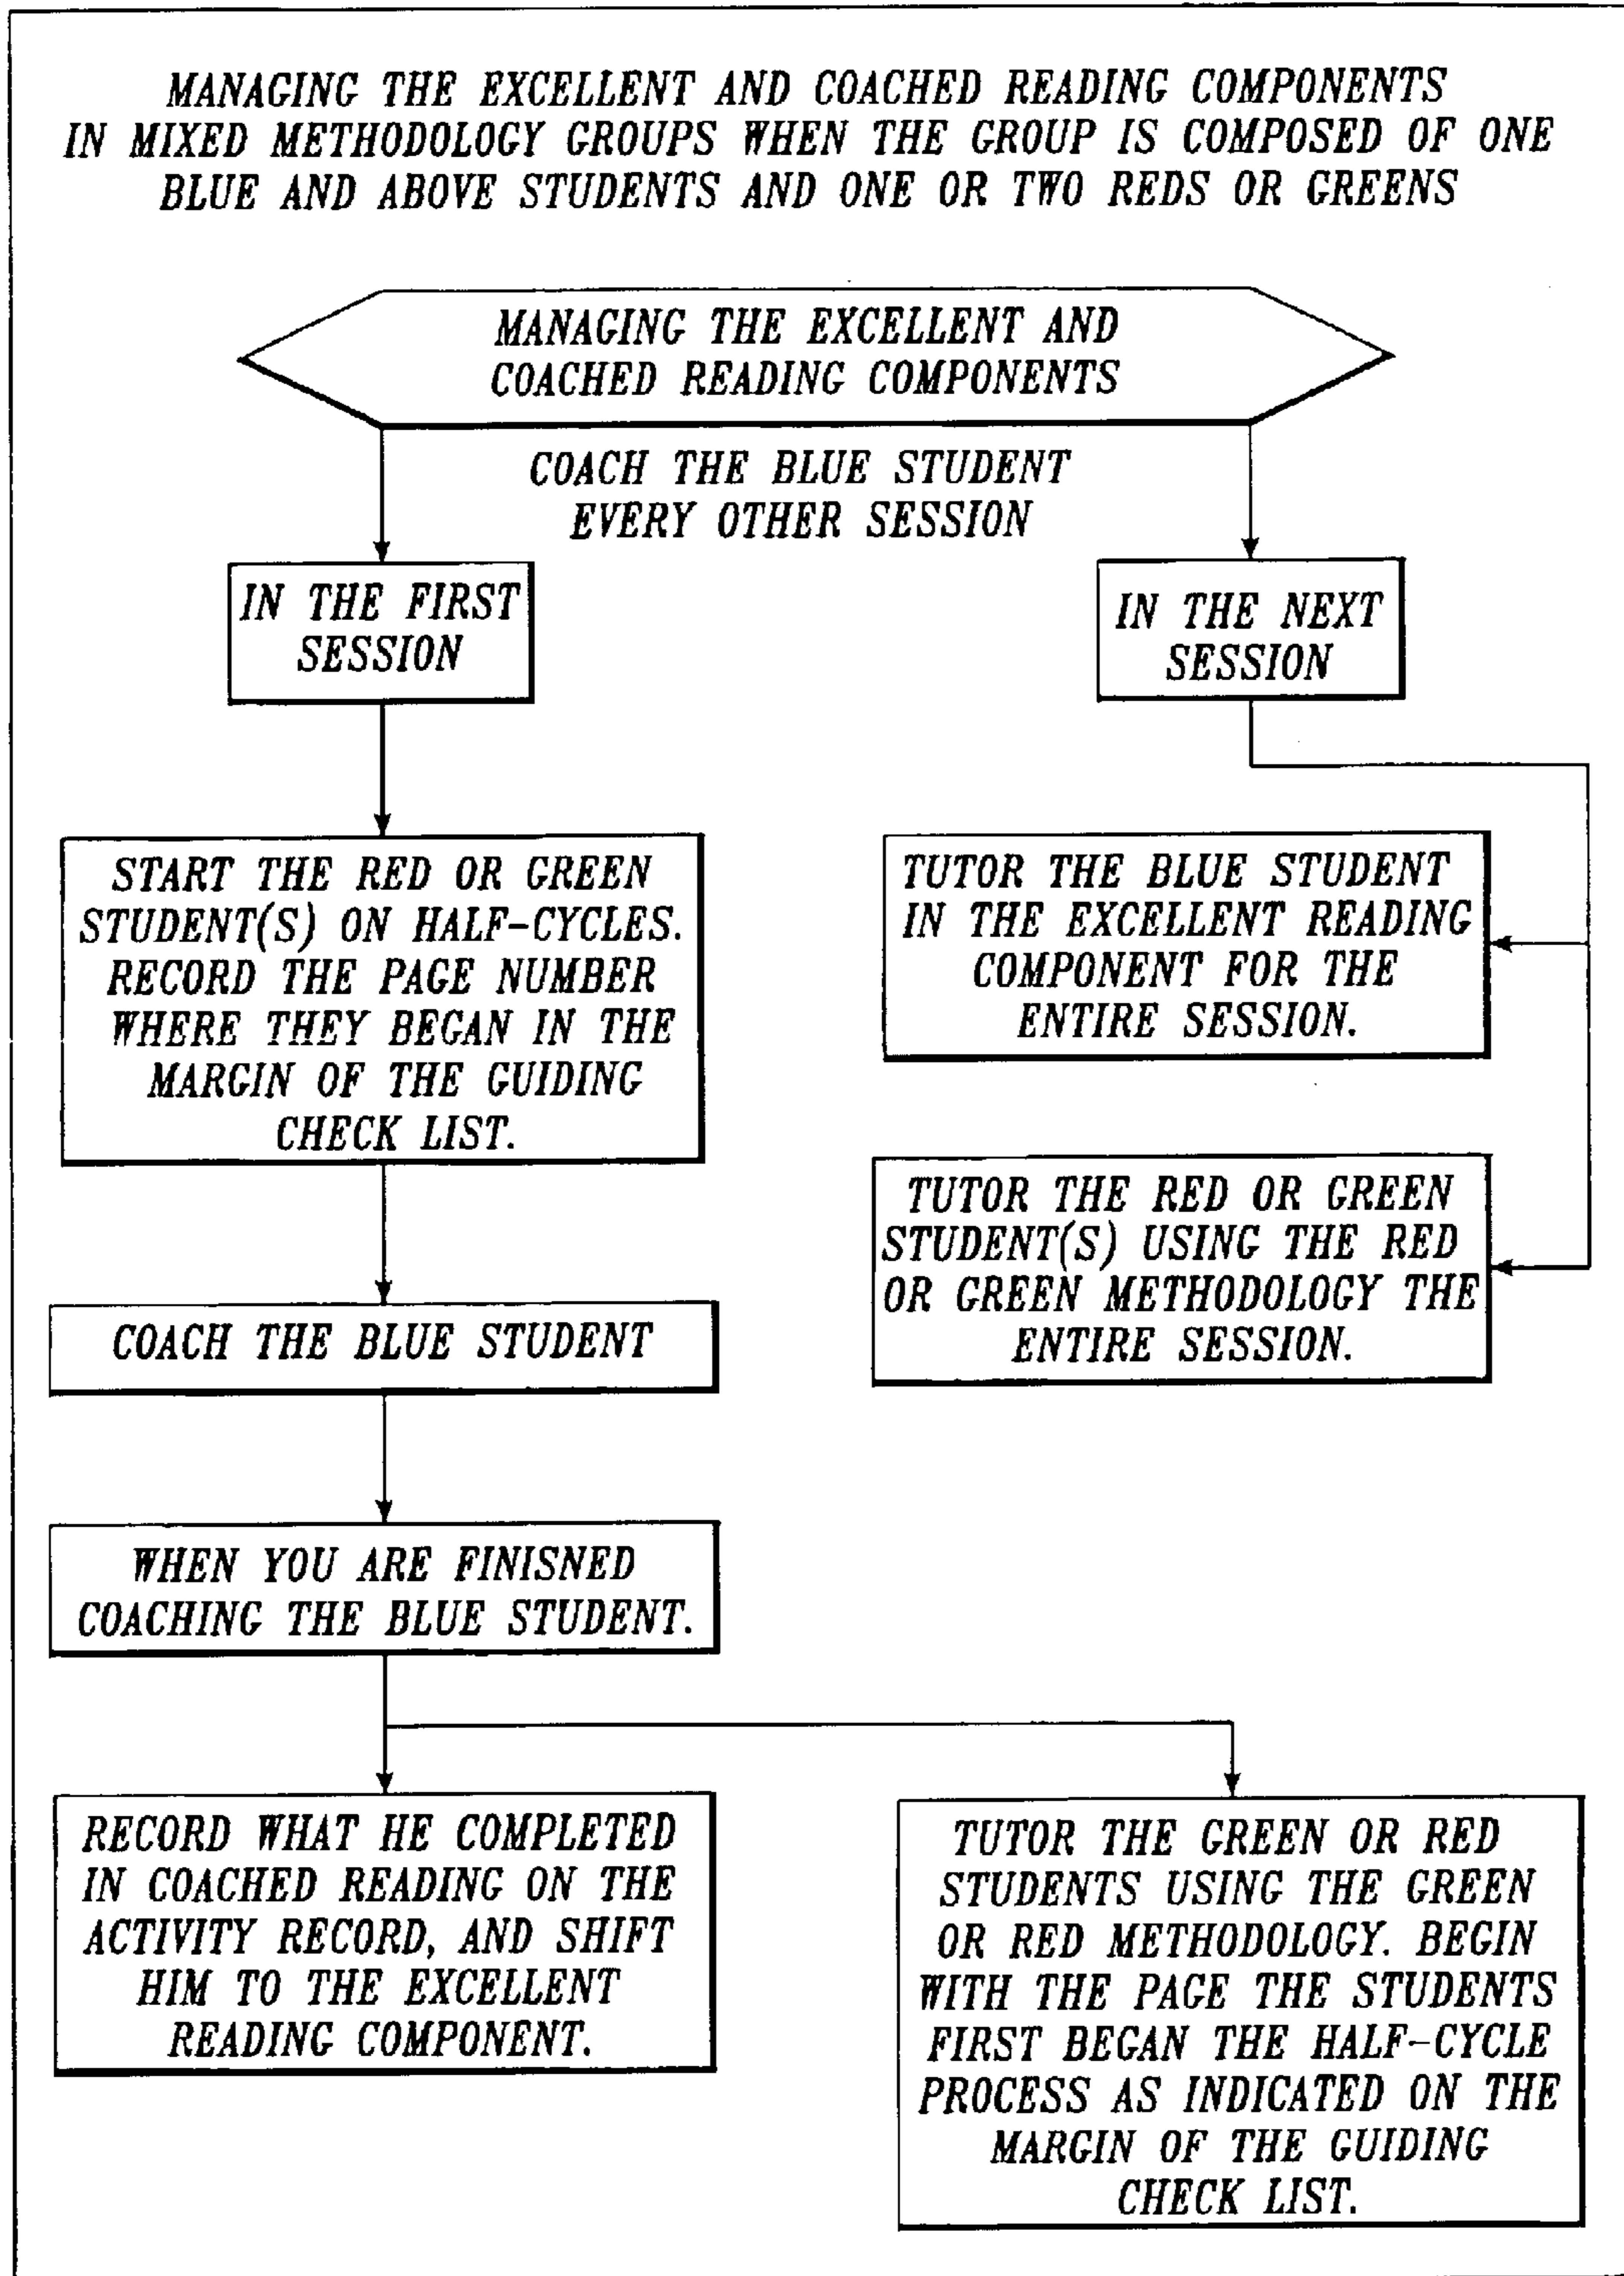 MANAGING THE EXCELLENT AND COACHED READING COMPONENTS
IN MIXED METHODOLOGY GROUPS WHEN THE GROUP IS COMPOSED OF ONE
BLUE AND ABOVE STUDENTS AND ONE OR TWO REDS OR GREENS
MANAGING THE EXCELLENT AND
COACHED READING COMPONENTS
COACH THE BLUE STUDENT
EVERY OTHER SESSION
IN THE FIRST
SESSION
IN THE NEXT
SESSION
START THE RED OR GREEN
STUDENT(S) ON HALF-CYCLES.
RECORD THE PAGE NUMBER
WHERE THEY BEGAN IN THE
MARGIN OF THE GUIDING
CHECK LIST.
TUTOR THE BLUE STUDENT
IN THE EXCELLENT READING
COMPONENT FOR THE
ENTIRE SESSION.
TUTOR THE RED OR GREEN
STUDENT(S) USING THE RED
OR GREEN METHODOLOGY THE
ENTIRE SESSION.
COACH THE BLUE STUDENT
WHEN YOU ARE FINISNED
COACHING THE BLUE STUDENT.
RECORD WHAT HE COMPLETED
IN COACHED READING ON THE
ACTIVITY RECORD, AND SHIFT
HIM TO THE EXCELLENT
READING COMPONENT.
TUTOR THE GREEN OR RED
STUDENTS USING THE GREEN
OR RED METHODOLOGY. BEGIN
WITH THE PAGE THE STUDENTS
FIRST BEGAN THE HALF-CYCLE
PROCESS AS INDICATED ON THE
MARGIN OF THE GUIDING
CHECK LIST.